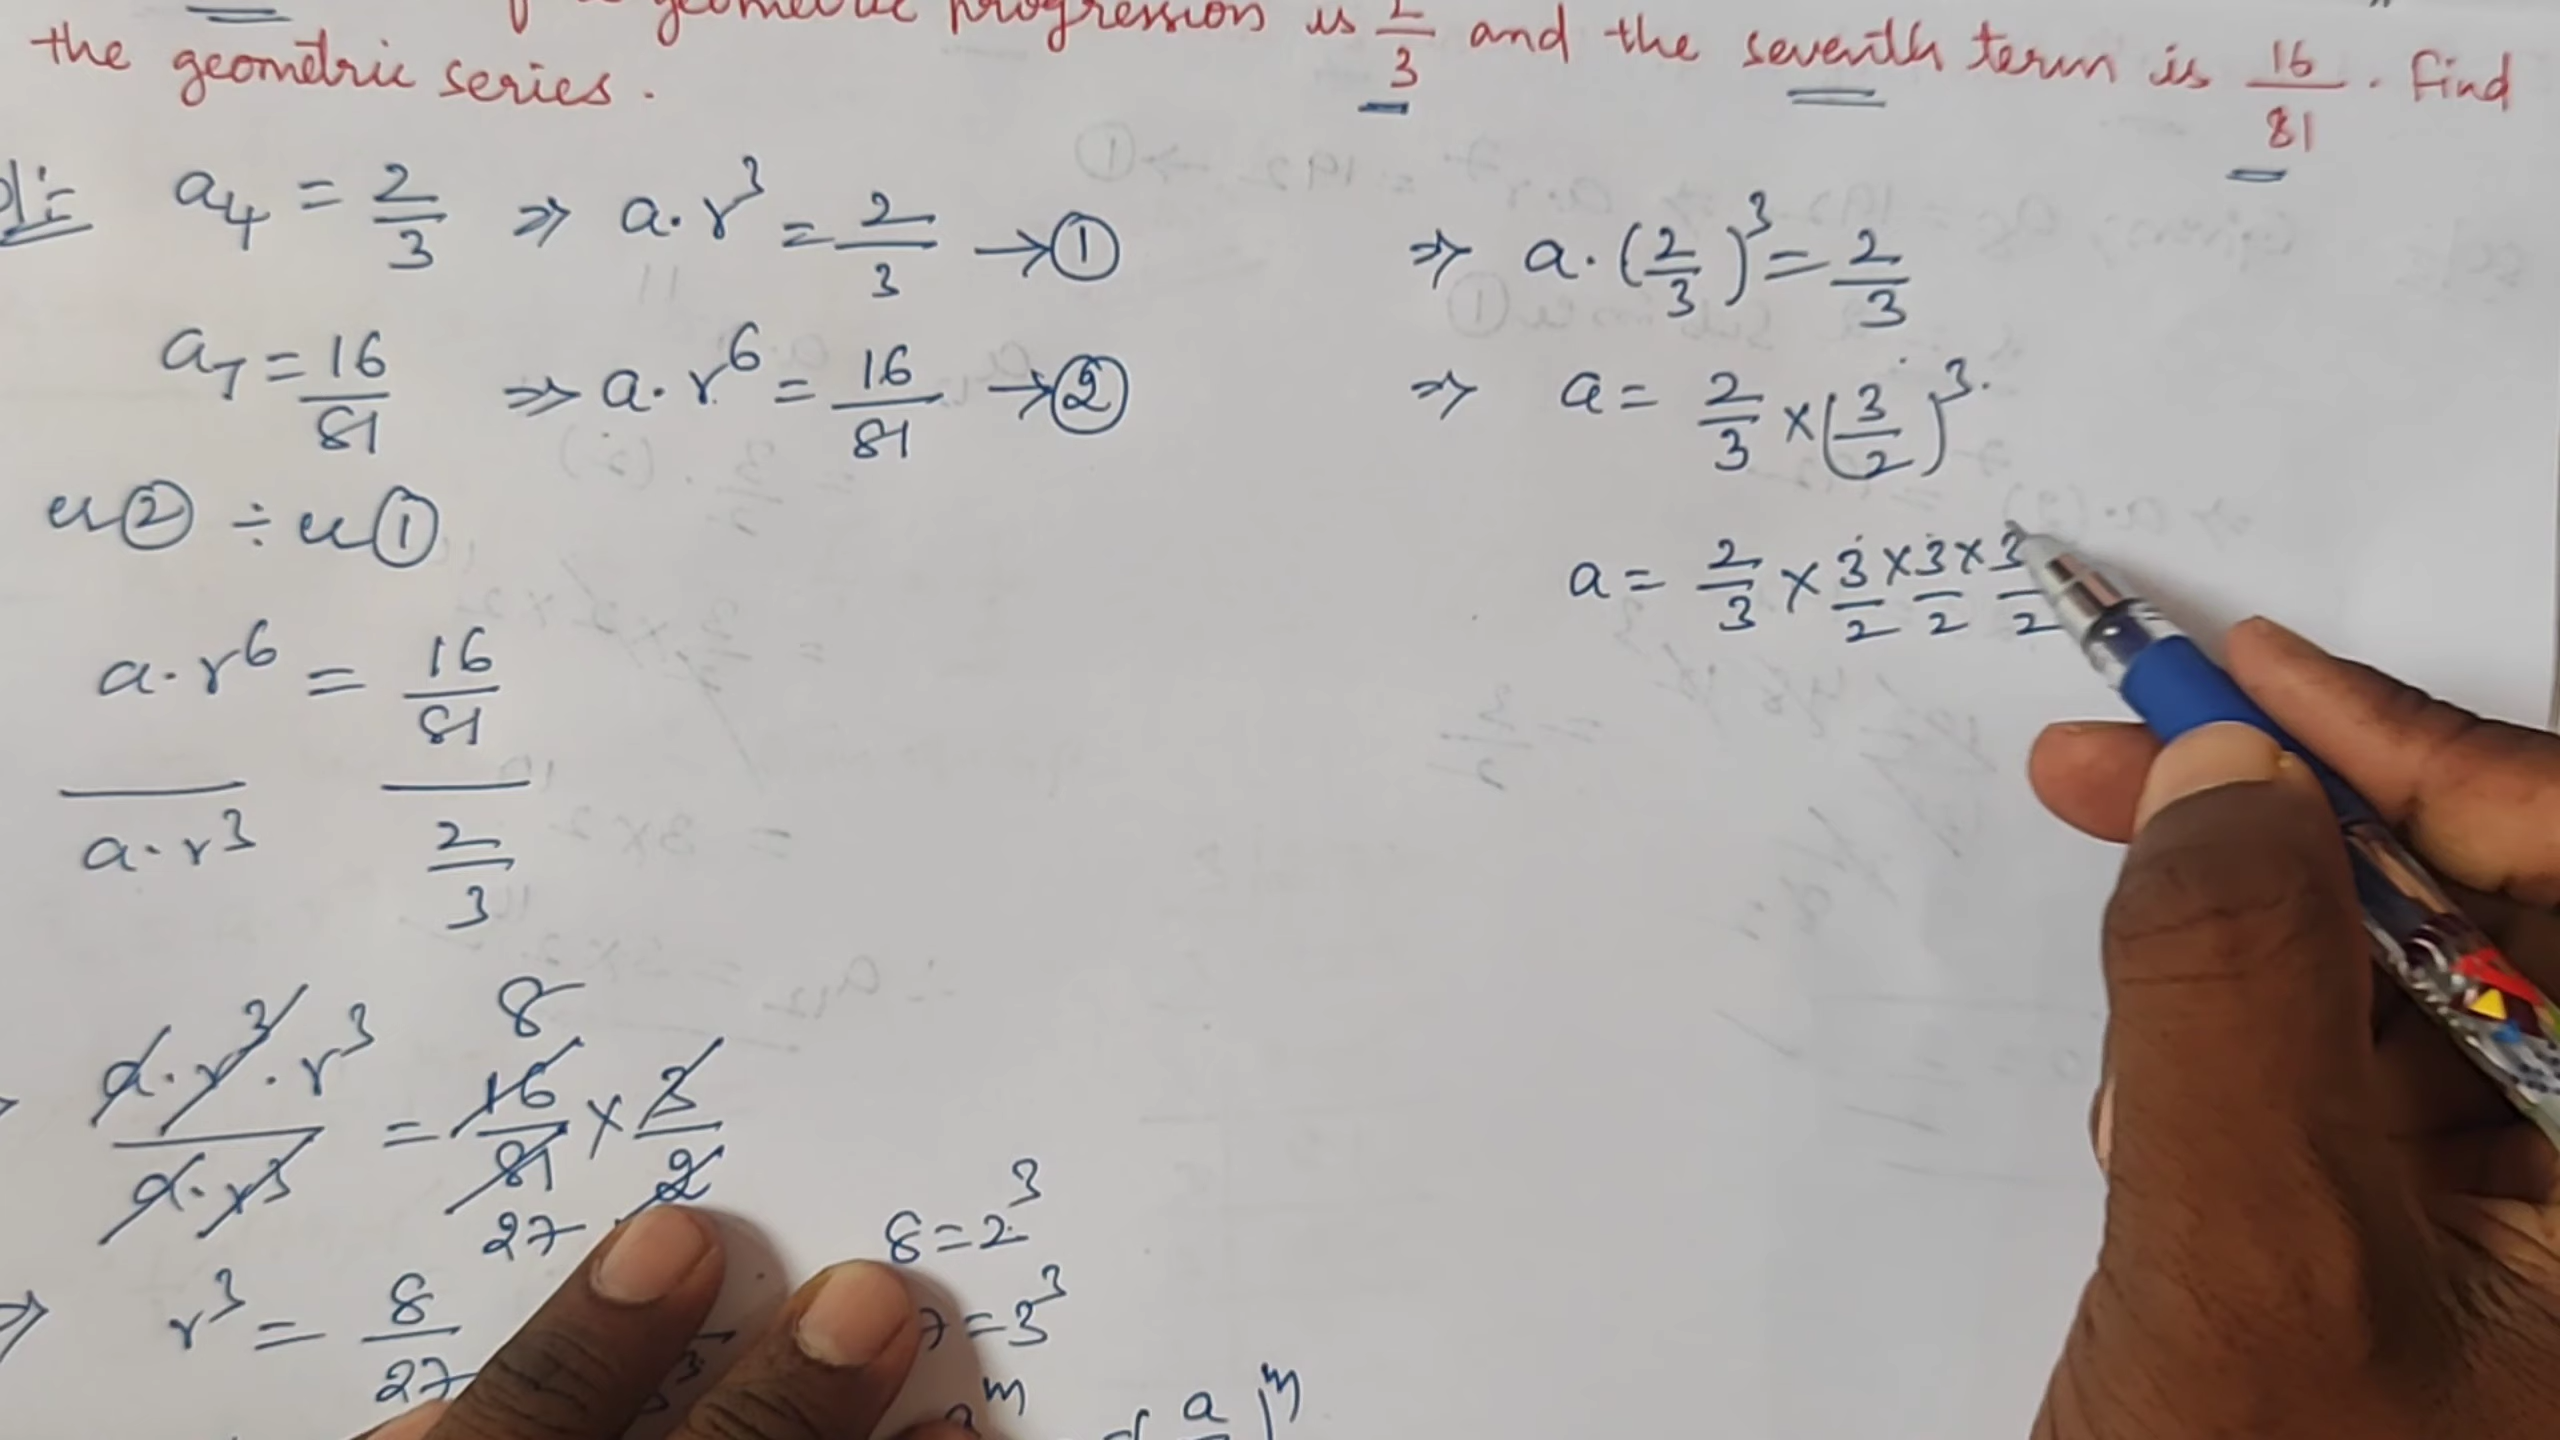 geometric progression is 2/3 and the seventh term is 16/81 . Find
the geometric series .
a₄ = 2/3 ⇒ a·r³ = 2/3 → ①
a₇ = 16/81 ⇒ a·r⁶ = 16/81 → ②
② ÷ ①
a·r⁶ / a·r³ = 16/81 / 2/3
a·r³·r³ / a·r³ = 16/81 × 3/2
8
27
r³ = 8/27
8 = 2³
7 = 3³
⇒ a·(2/3)³ = 2/3
⇒ a = 2/3 × (3/2)³
a = 2/3 × 3/2 × 3/2 × 3/2